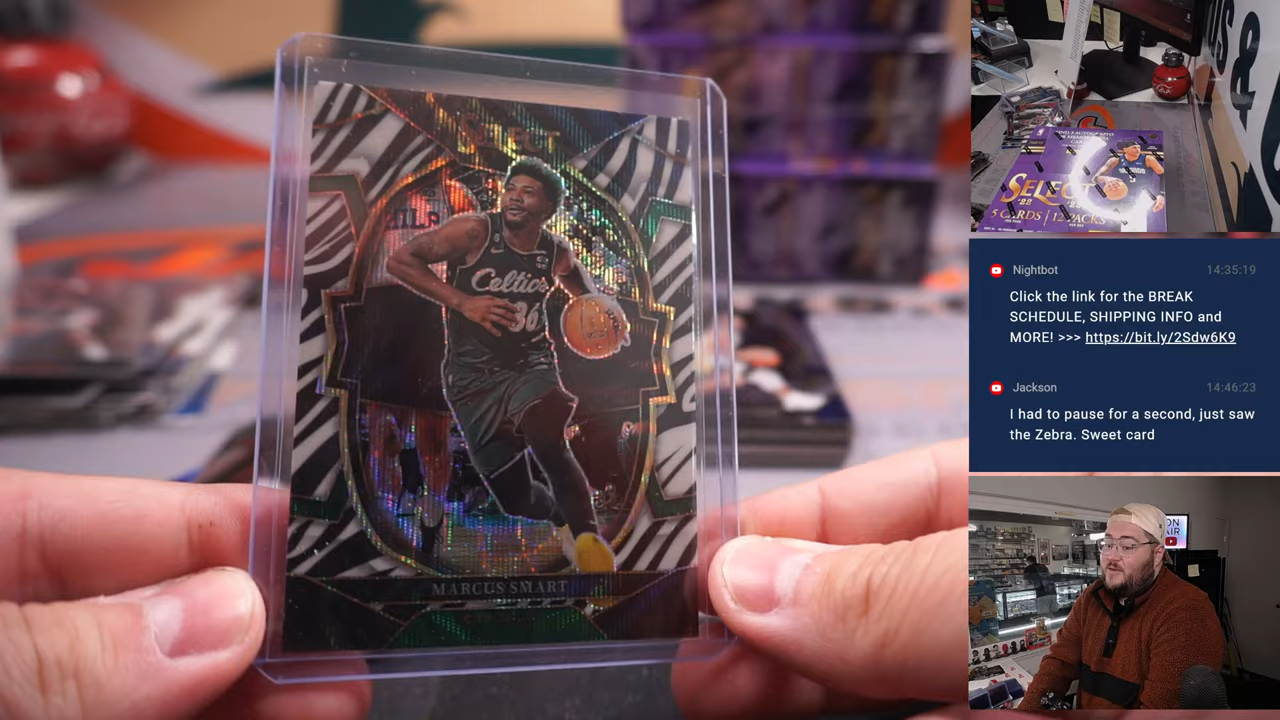 SELECT
Celtics
36
MARCUS SMART
SELECT
'22 '23
5 CARDS | 12 PACKS
US &
Nightbot 14:35:19
Click the link for the BREAK
SCHEDULE, SHIPPING INFO and
MORE! >>> https://bit.ly/2Sdw6K9
Jackson 14:46:23
I had to pause for a second, just saw
the Zebra. Sweet card
ON
AIR